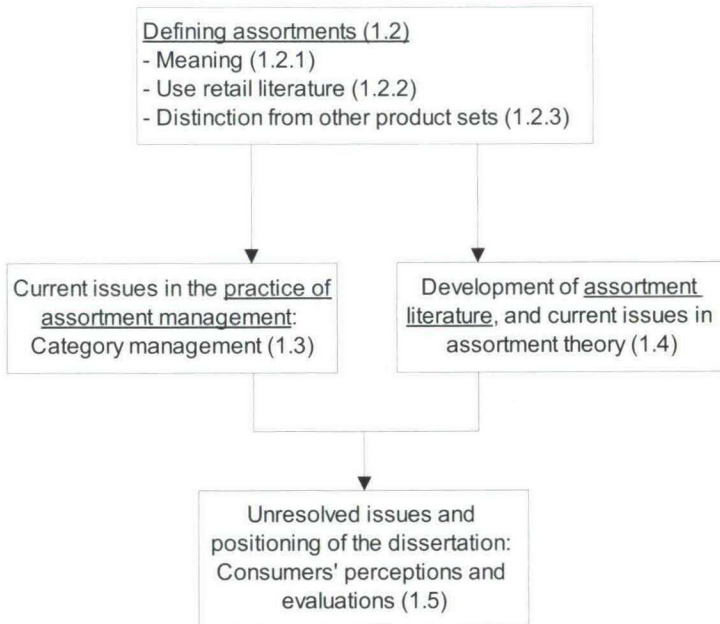 Defining assortments (1.2)
- Meaning (1.2.1)
- Use retail literature (1.2.2)
- Distinction from other product sets (1.2.3)
Current issues in the practice of
assortment management:
Category management (1.3)
Development of assortment
literature, and current issues in
assortment theory (1.4)
Unresolved issues and
positioning of the dissertation:
Consumers' perceptions and
evaluations (1.5)